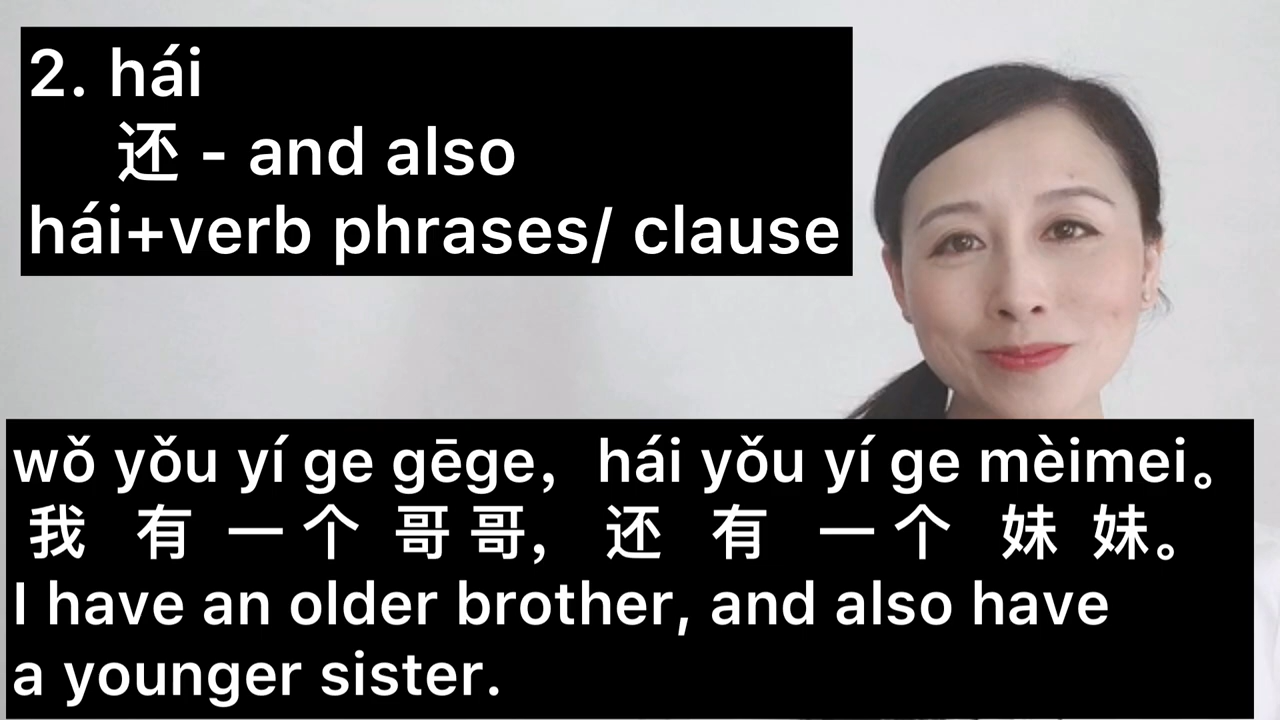 2. hái
还 - and also
hái+verb phrases/ clause
wǒ yǒu yí ge gēge，hái yǒu yí ge mèimei。
我 有 一 个 哥 哥， 还 有 一 个 妹 妹。
I have an older brother, and also have
a younger sister.